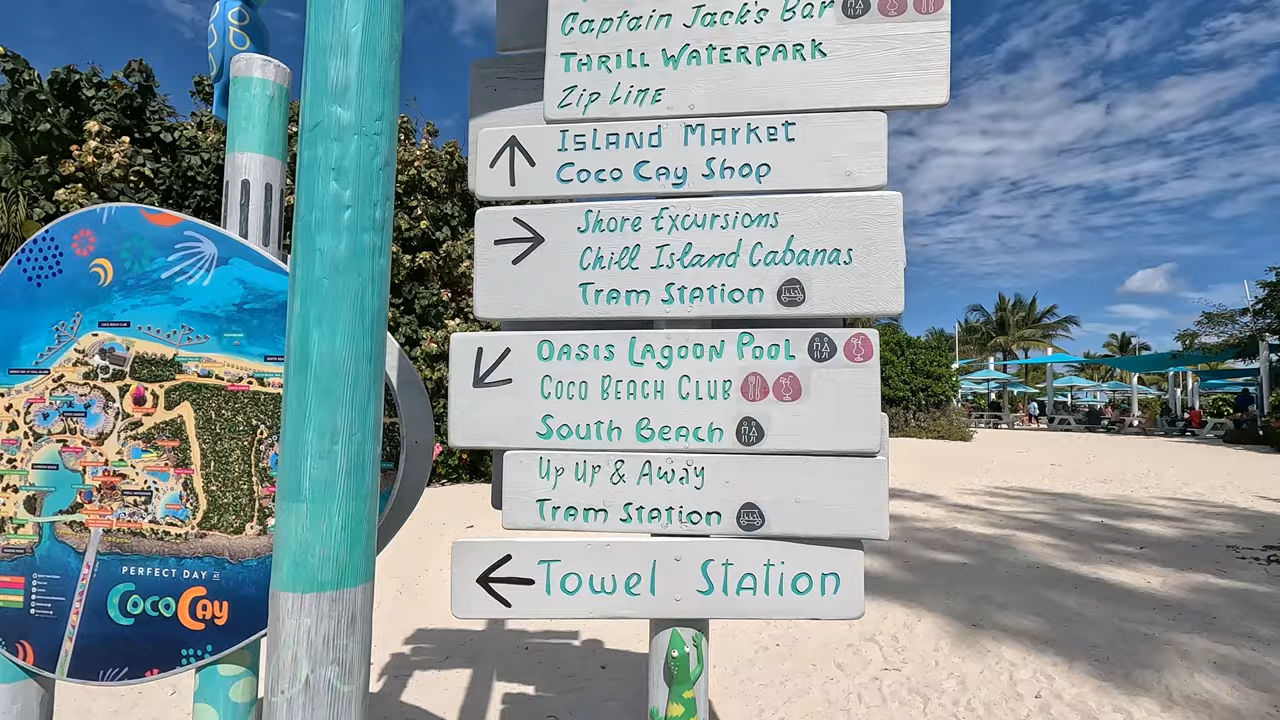 Captain Jack's Bar
THRILL WATERPARK
Zip Line
ISLAND MARKET
Coco Cay Shop
Shore Excursions
Chill Island Cabanas
Tram Station
OASIS LAGOON POOL
COCO BEACH CLUB
South Beach
Up Up & Away
Tram Station
Towel Station
PERFECT DAY AT
CocoCay